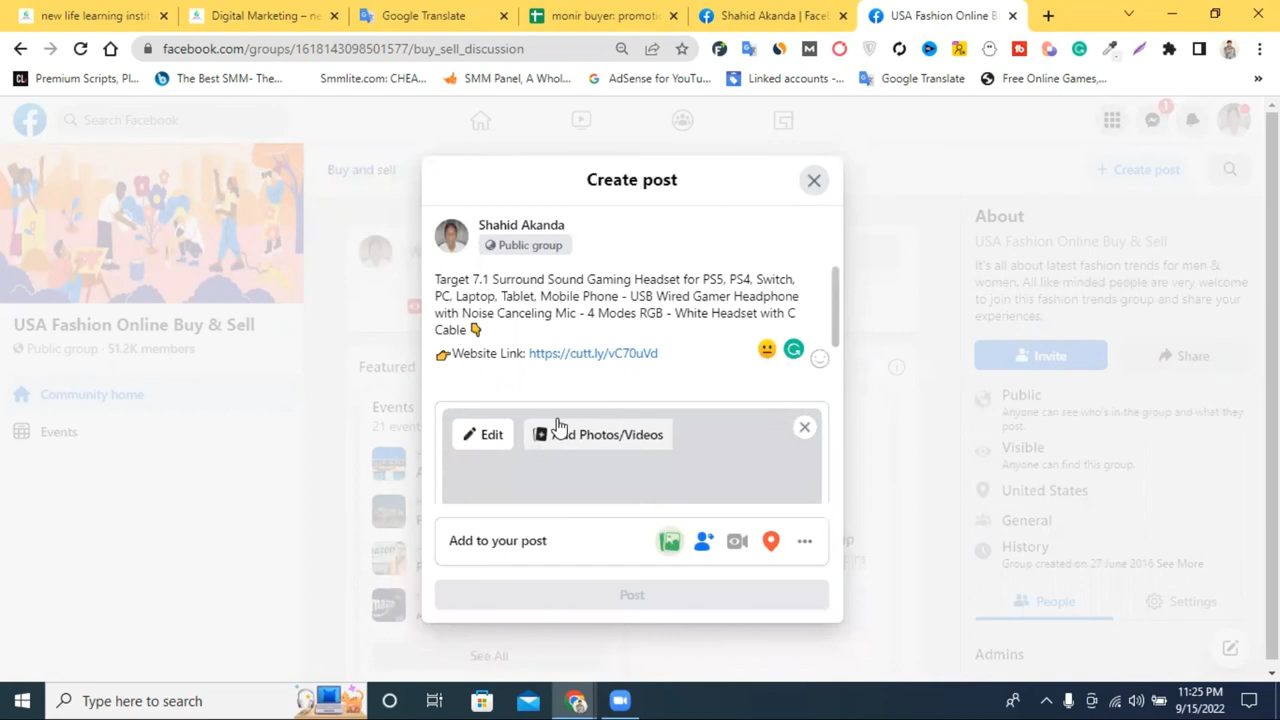 new life learning instit
Digital Marketing – ne
Google Translate
monir buyer: promotio
Shahid Akanda | Faceb
USA Fashion Online B
facebook.com/groups/1618143098501577/buy_sell_discussion
Premium Scripts, Pl...
The Best SMM- The...
Smmlite.com: CHEA...
SMM Panel, A Whol...
AdSense for YouTu...
Linked accounts -...
Google Translate
Free Online Games,...
»
Search Facebook
1
Buy and sell
+ Create post
Create post
Shahid Akanda
Public group
Target 7.1 Surround Sound Gaming Headset for PS5, PS4, Switch,
PC, Laptop, Tablet, Mobile Phone - USB Wired Gamer Headphone
with Noise Canceling Mic - 4 Modes RGB - White Headset with C
Cable 👇
👉Website Link: https://cutt.ly/vC70uVd
Edit
Add Photos/Videos
Add to your post
Post
USA Fashion Online Buy & Sell
Public group · 51.2K members
Community home
Events
Featured
Events
See All
About
USA Fashion Online Buy & Sell
It's all about latest fashion trends for men &
women. All like minded people are very welcome
to join this fashion trends group and share your
experiences.
Invite
Share
Public
Anyone can see who's in the group and what they
post.
Visible
Anyone can find this group.
United States
General
History
Group created on 27 June 2016 See More
People
Settings
Admins
Type here to search
11:25 PM
9/15/2022